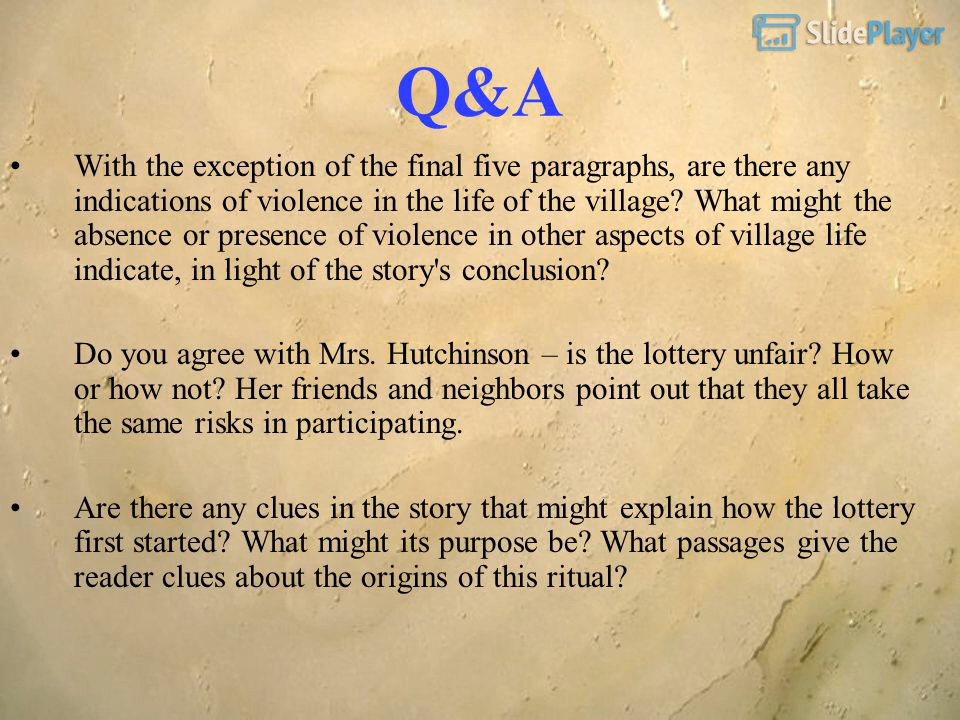 SlidePlayer
Q&A
• With the exception of the final five paragraphs, are there any
indications of violence in the life of the village? What might the
absence or presence of violence in other aspects of village life
indicate, in light of the story's conclusion?
• Do you agree with Mrs. Hutchinson – is the lottery unfair? How
or how not? Her friends and neighbors point out that they all take
the same risks in participating.
• Are there any clues in the story that might explain how the lottery
first started? What might its purpose be? What passages give the
reader clues about the origins of this ritual?